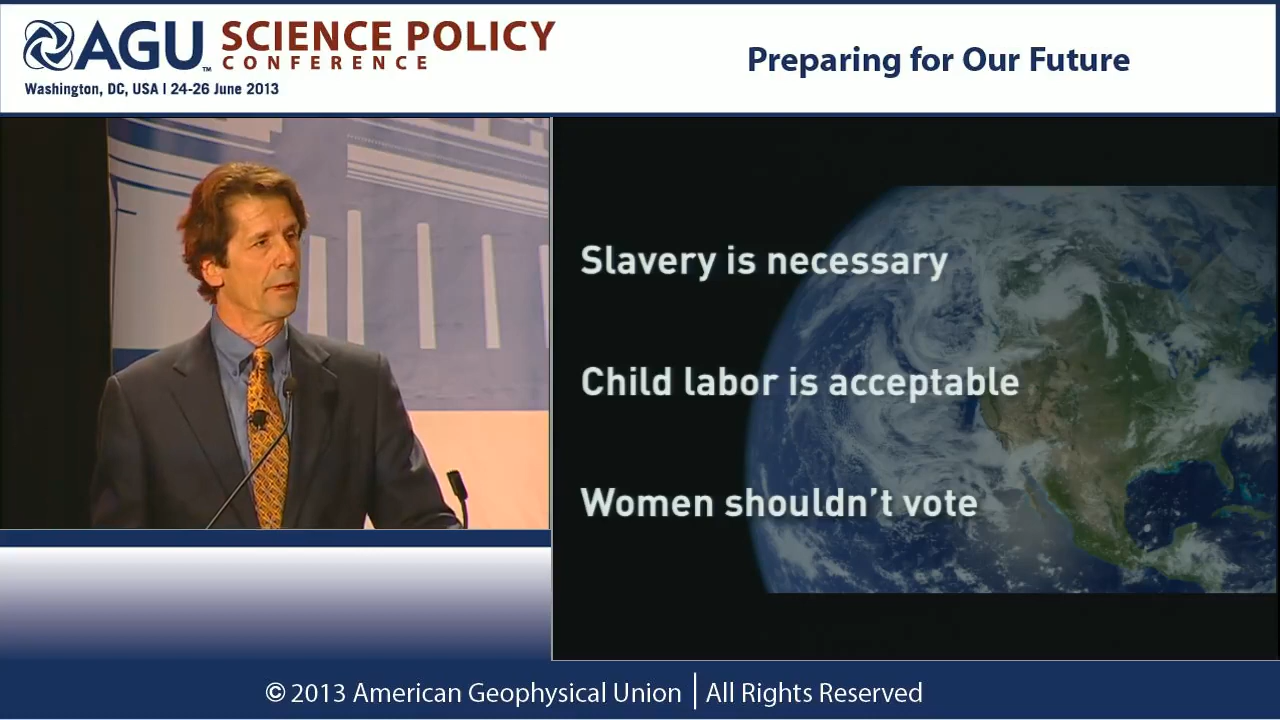 AGU™ SCIENCE POLICY
CONFERENCE
Washington, DC, USA | 24-26 June 2013
Preparing for Our Future
Slavery is necessary
Child labor is acceptable
Women shouldn't vote
© 2013 American Geophysical Union | All Rights Reserved